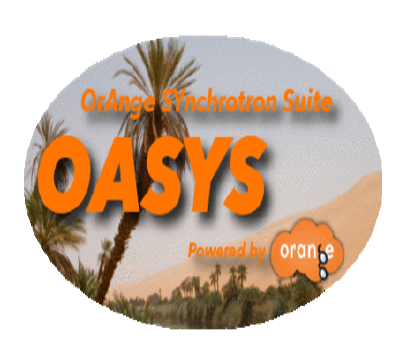 OrAnge SYnchrotron Suite
OASYS
Powered by orange